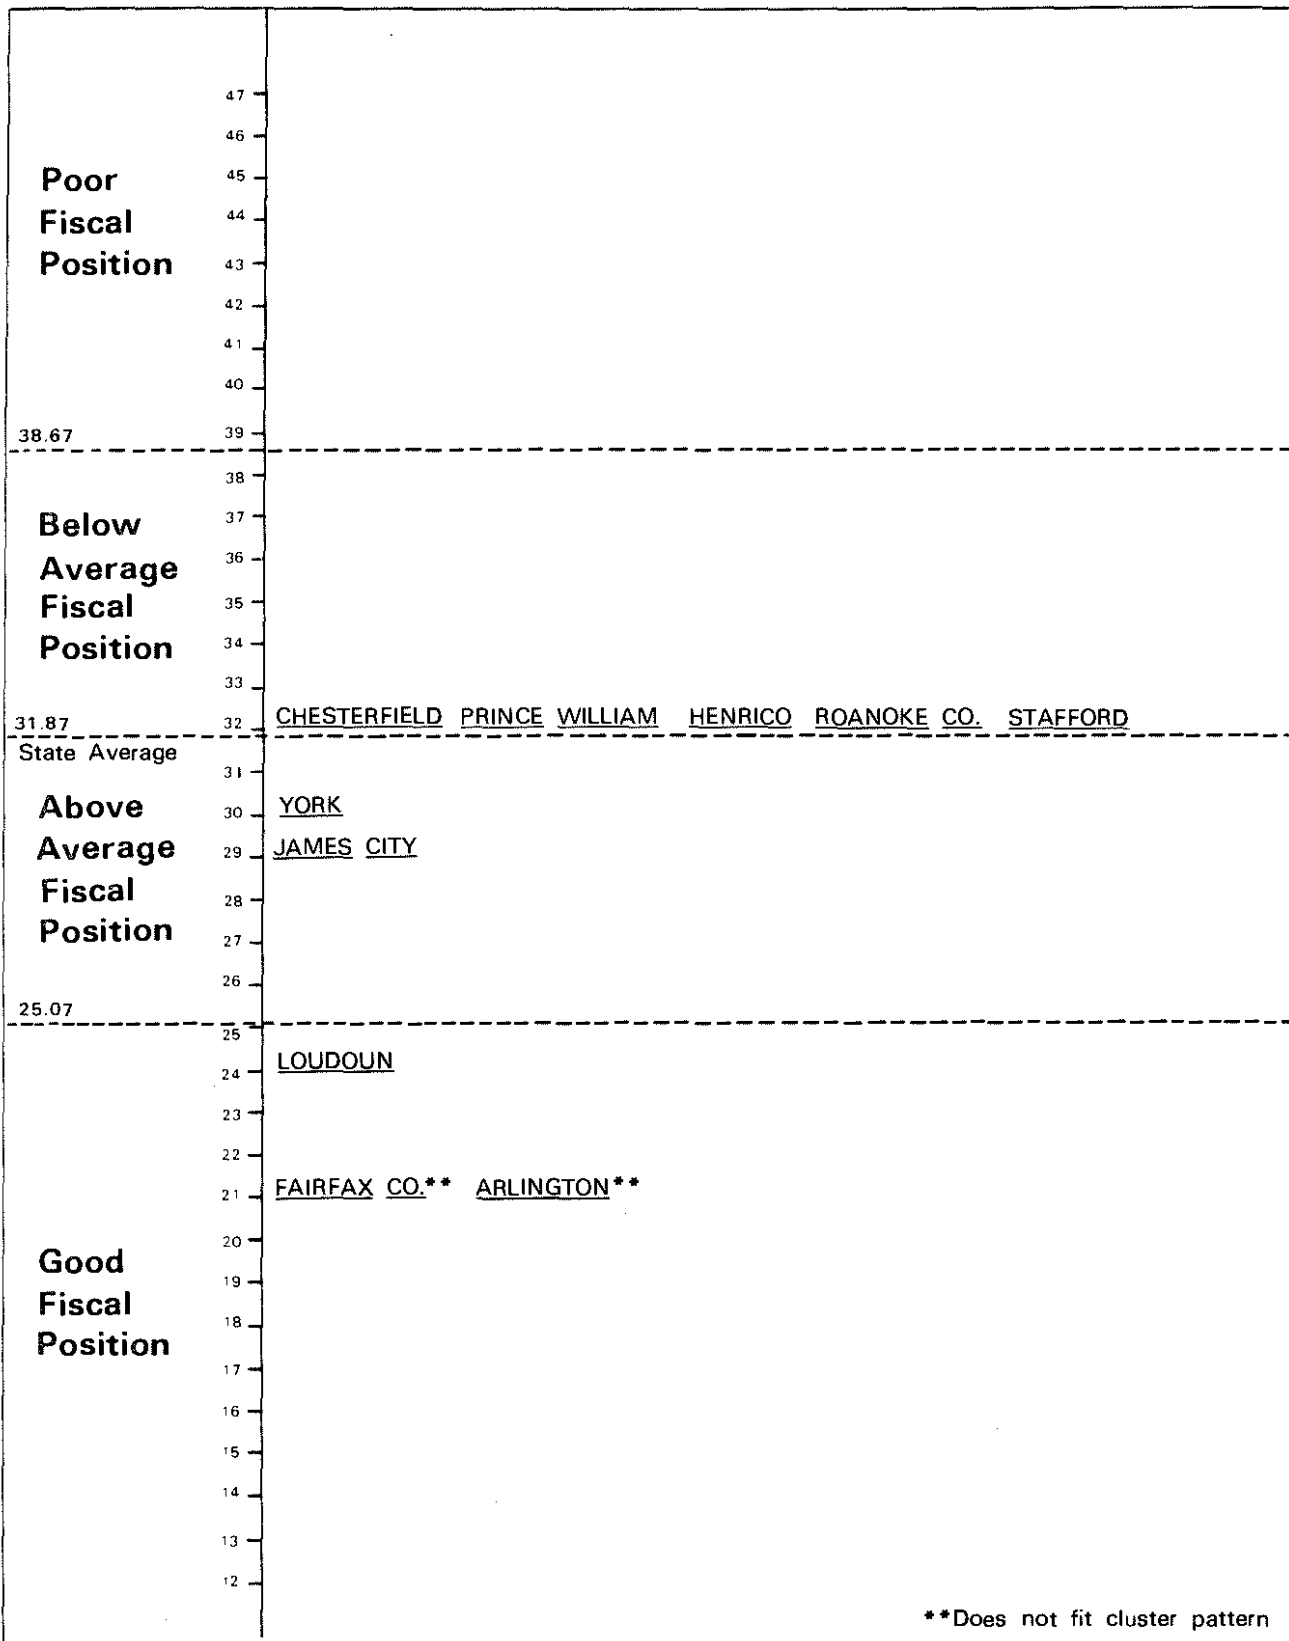 47
46
Poor
45
Fiscal
44
Position
43
42
41
40
38.67
39
38
Below
37
Average
36
Fiscal
35
Position
34
33
31.87
32
CHESTERFIELD PRINCE WILLIAM HENRICO ROANOKE CO. STAFFORD
State Average
31
Above
30
YORK
Average
29
JAMES CITY
Fiscal
28
Position
27
26
25.07
25
LOUDOUN
24
23
22
21
FAIRFAX CO.** ARLINGTON**
20
Good
19
Fiscal
18
Position
17
16
15
14
13
12
**Does not fit cluster pattern